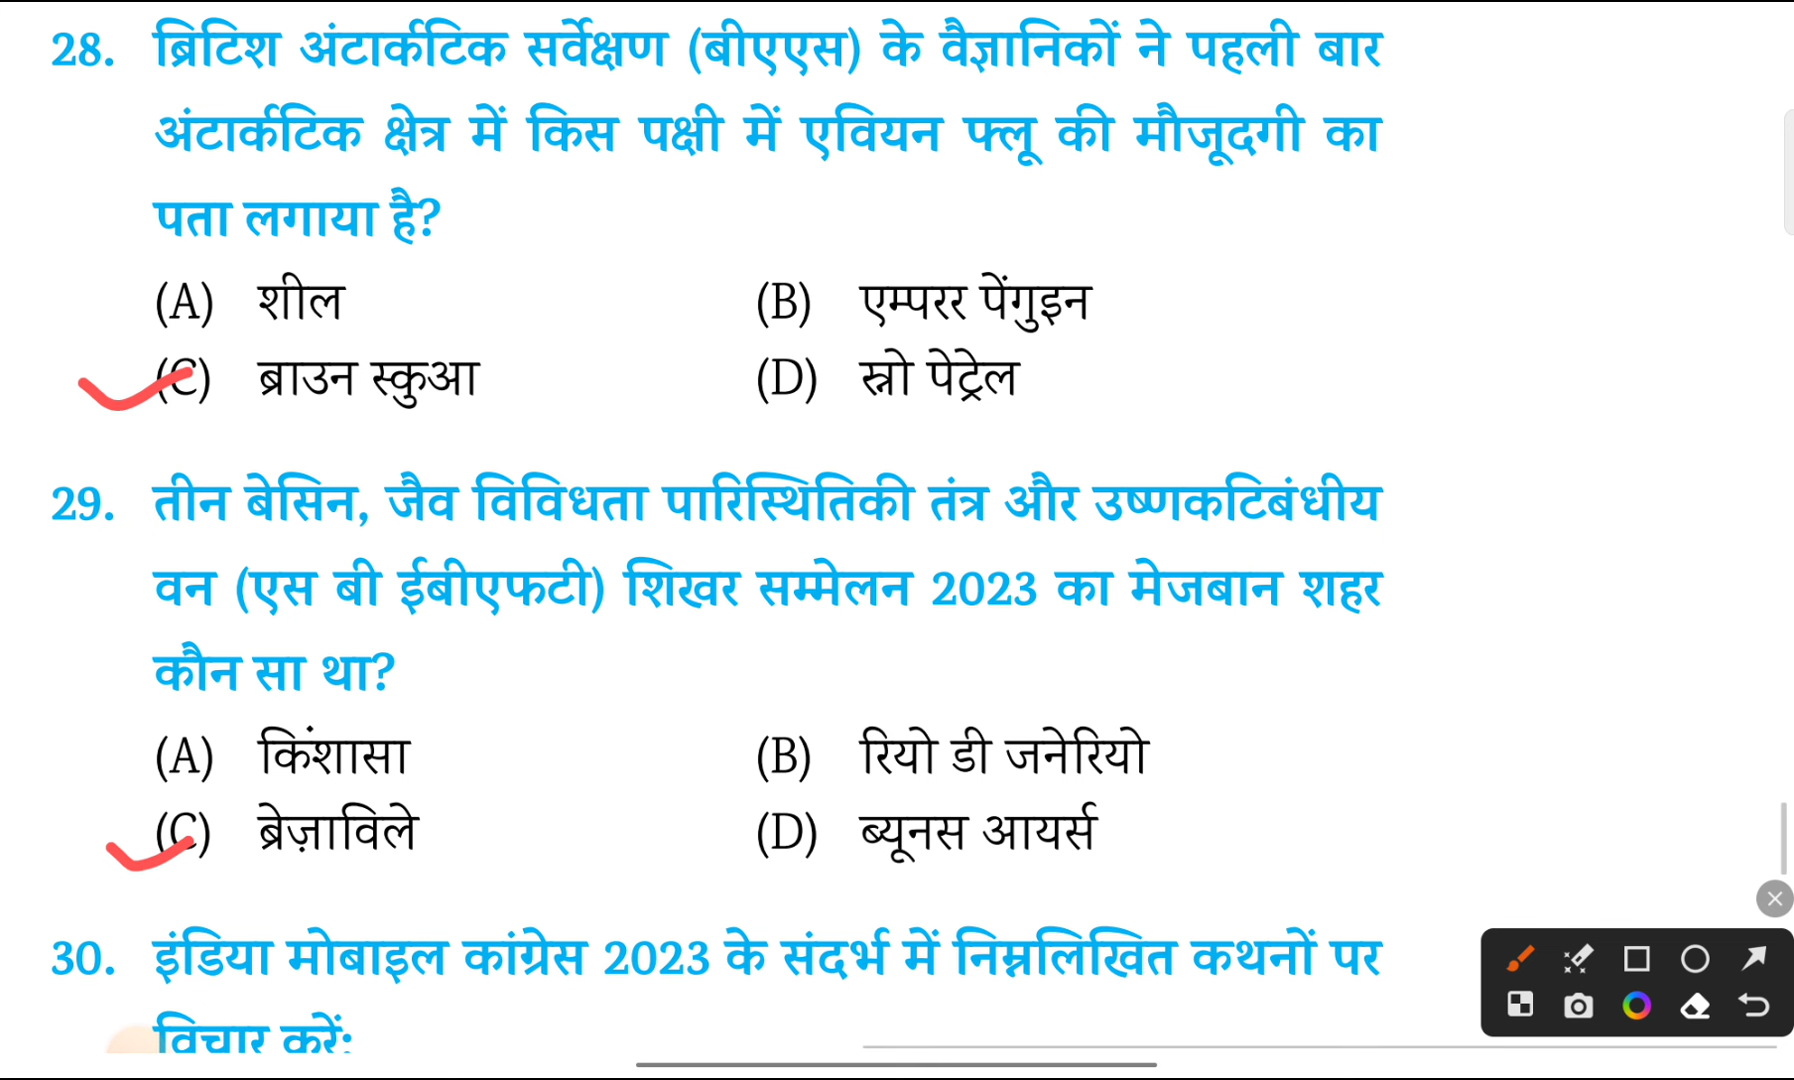 28. ब्रिटिश अंटार्कटिक सर्वेक्षण (बीएएस) के वैज्ञानिकों ने पहली बार
अंटार्कटिक क्षेत्र में किस पक्षी में एवियन फ्लू की मौजूदगी का
पता लगाया है?
(A) शील (B) एम्परर पेंगुइन
(C) ब्राउन स्कुआ (D) स्नो पेट्रेल
29. तीन बेसिन, जैव विविधता पारिस्थितिकी तंत्र और उष्णकटिबंधीय
वन (एस बी ईबीएफटी) शिखर सम्मेलन 2023 का मेजबान शहर
कौन सा था?
(A) किंशासा (B) रियो डी जनेरियो
(C) ब्रेज़ाविले (D) ब्यूनस आयर्स
30. इंडिया मोबाइल कांग्रेस 2023 के संदर्भ में निम्नलिखित कथनों पर
विचार करें: